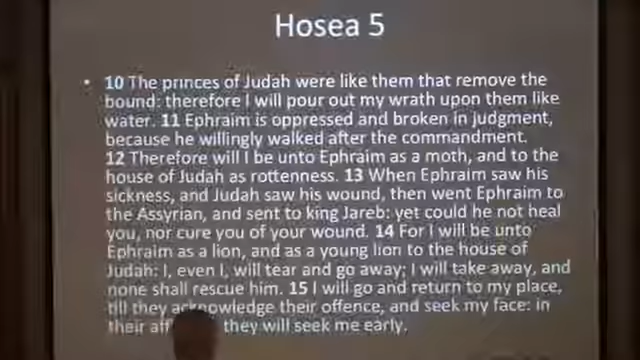 Hosea 5
• 10 The princes of Judah were like them that remove the
bound: therefore I will pour out my wrath upon them like
water. 11 Ephraim is oppressed and broken in judgment,
because he willingly walked after the commandment.
12 Therefore will I be unto Ephraim as a moth, and to the
house of Judah as rottenness. 13 When Ephraim saw his
sickness, and Judah saw his wound, then went Ephraim to
the Assyrian, and sent to king Jareb: yet could he not heal
you, nor cure you of your wound. 14 For I will be unto
Ephraim as a lion, and as a young lion to the house of
Judah: I, even I, will tear and go away; I will take away, and
none shall rescue him. 15 I will go and return to my place,
till they acknowledge their offence, and seek my face: in
their they will seek me early.